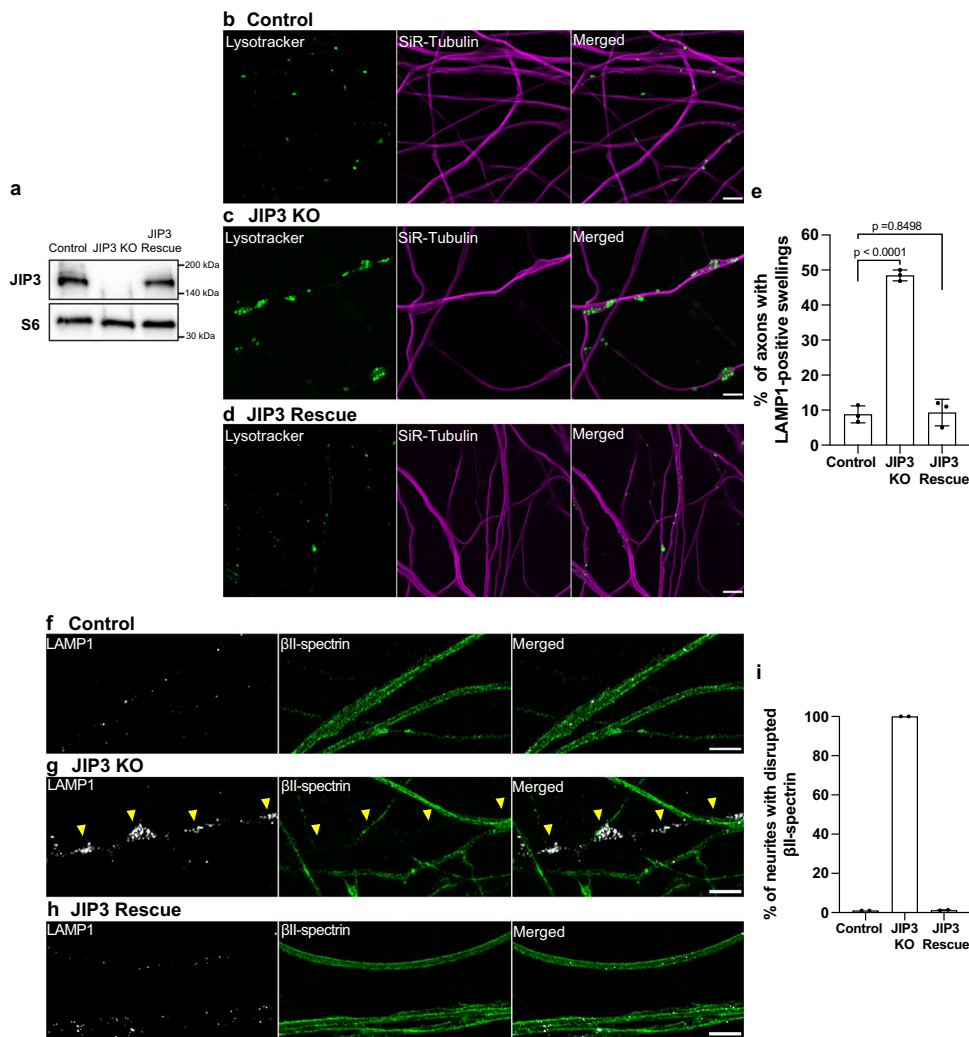 a
JIP3
Control JIP3 KO Rescue
200 kDa
JIP3
140 kDa
S6
30 kDa
b Control
Lysotracker SiR-Tubulin Merged
c JIP3 KO
Lysotracker SiR-Tubulin Merged
d JIP3 Rescue
Lysotracker SiR-Tubulin Merged
e
p =0.8498
p < 0.0001
% of axons with
LAMP1-positive swellings
60
50
40
30
20
10
0
Control JIP3 JIP3
KO Rescue
f Control
LAMP1 βII-spectrin Merged
g JIP3 KO
LAMP1 βII-spectrin Merged
h JIP3 Rescue
LAMP1 βII-spectrin Merged
i
% of neurites with disrupted
βII-spectrin
100
80
60
40
20
0
Control JIP3 JIP3
KO Rescue